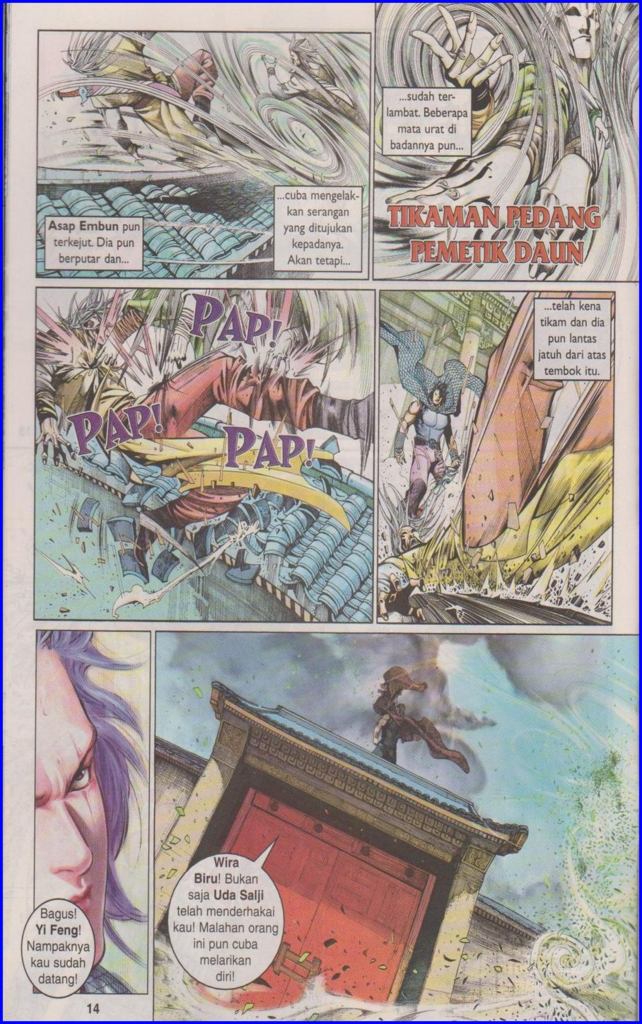 Asap Embun pun
terkejut. Dia pun
berputar dan...
...cuba mengelak-
kan serangan
yang ditujukan
kepadanya.
Akan tetapi...
...sudah ter-
lambat. Beberapa
mata urat di
badannya pun...
TIKAMAN PEDANG
PEMETIK DAUN
PAP!
PAP!
PAP!
...telah kena
tikam dan dia
pun lantas
jatuh dari atas
tembok itu.
Bagus!
Yi Feng!
Nampaknya
kau sudah
datang!
Wira
Biru! Bukan
saja Uda Salji
telah menderhakai
kau! Malahan orang
ini pun cuba
melarikan
diri!
14